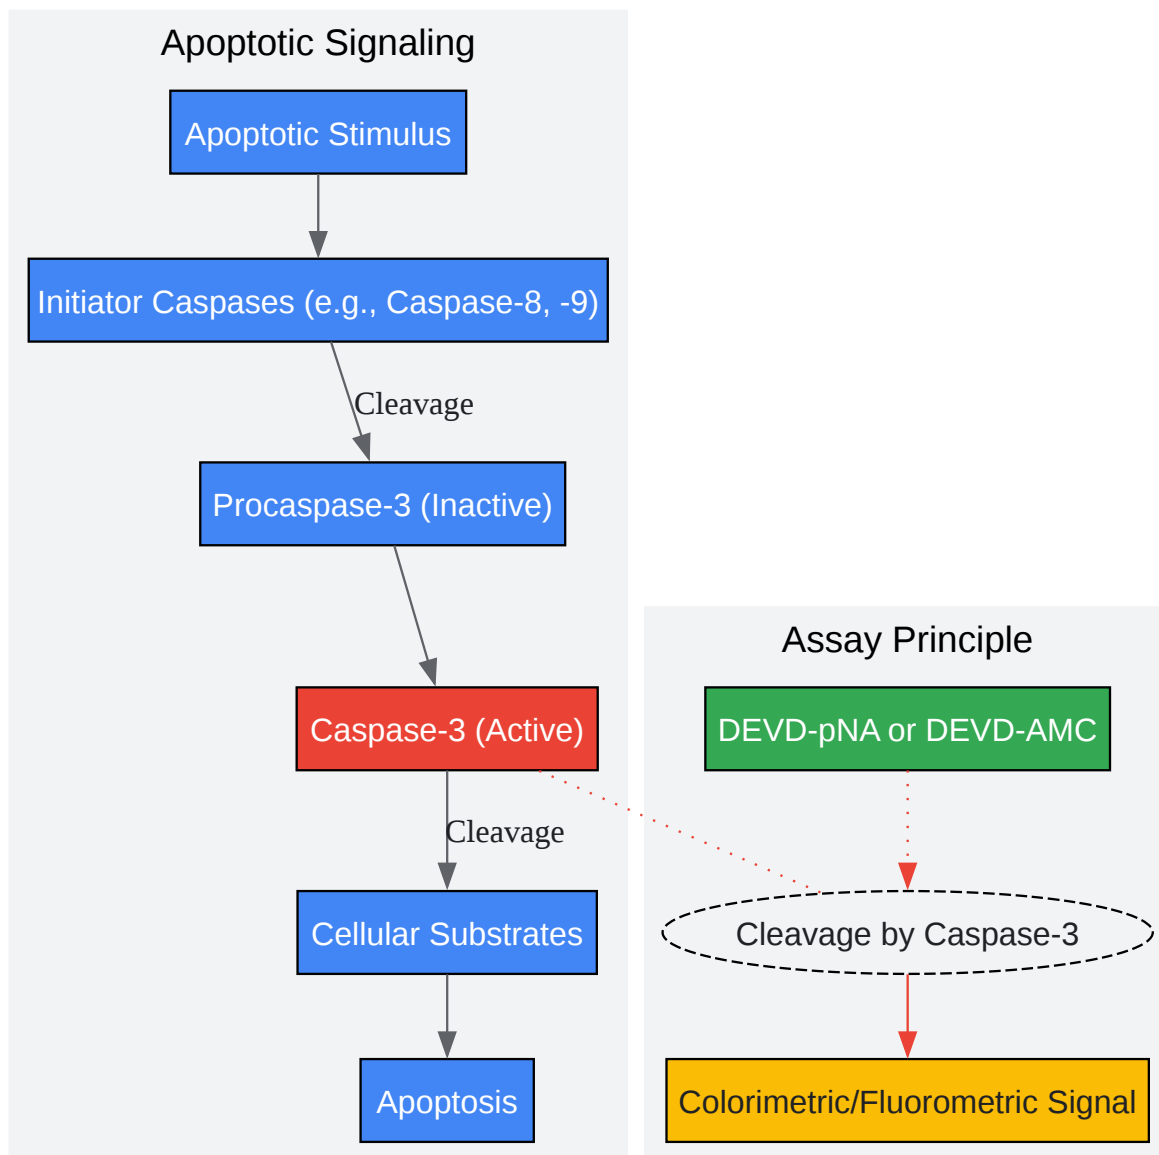 Apoptotic Signaling
Apoptotic Stimulus
Initiator Caspases (e.g., Caspase-8, -9)
Cleavage
Procaspase-3 (Inactive)
Caspase-3 (Active)
Cleavage
Cellular Substrates
Apoptosis
Assay Principle
DEVD-pNA or DEVD-AMC
Cleavage by Caspase-3
Colorimetric/Fluorometric Signal